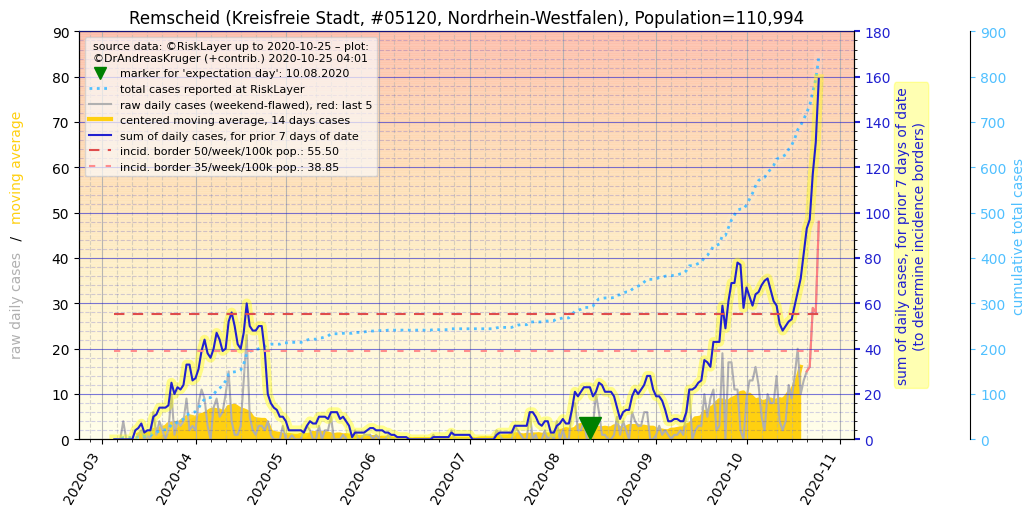 Remscheid (Kreisfreie Stadt, #05120, Nordrhein-Westfalen), Population=110,994
source data: ©RiskLayer up to 2020-10-25 – plot:
©DrAndreasKruger (+contrib.) 2020-10-25 04:01
marker for 'expectation day': 10.08.2020
total cases reported at RiskLayer
raw daily cases (weekend-flawed), red: last 5
centered moving average, 14 days cases
sum of daily cases, for prior 7 days of date
incid. border 50/week/100k pop.: 55.50
incid. border 35/week/100k pop.: 38.85
raw daily cases / moving average
90
80
70
60
50
40
30
20
10
0
180
160
140
120
100
80
60
40
20
0
sum of daily cases, for prior 7 days of date
(to determine incidence borders)
900
800
700
600
500
400
300
200
100
0
cumulative total cases
2020-03
2020-04
2020-05
2020-06
2020-07
2020-08
2020-09
2020-10
2020-11